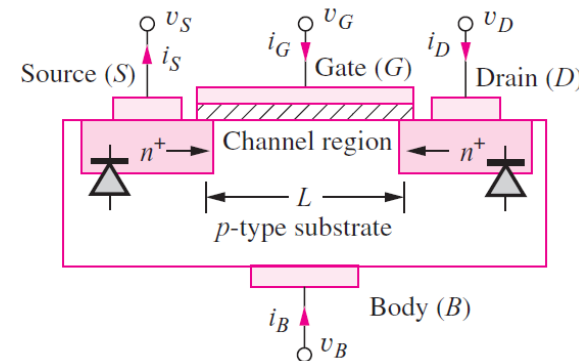 v_S v_G v_D
i_S i_G i_D
Source (S) Gate (G) Drain (D)
n+ Channel region n+
L
p-type substrate
Body (B)
i_B
v_B